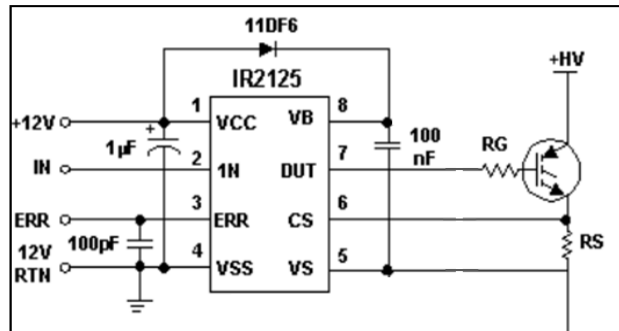 11DF6
IR2125
+HV
+12V
1 VCC
VB 8
1µF
100
nF
IN
2 1N
DUT 7
RG
ERR
3 ERR
CS 6
100pF
RS
12V
RTN
4 VSS
VS 5